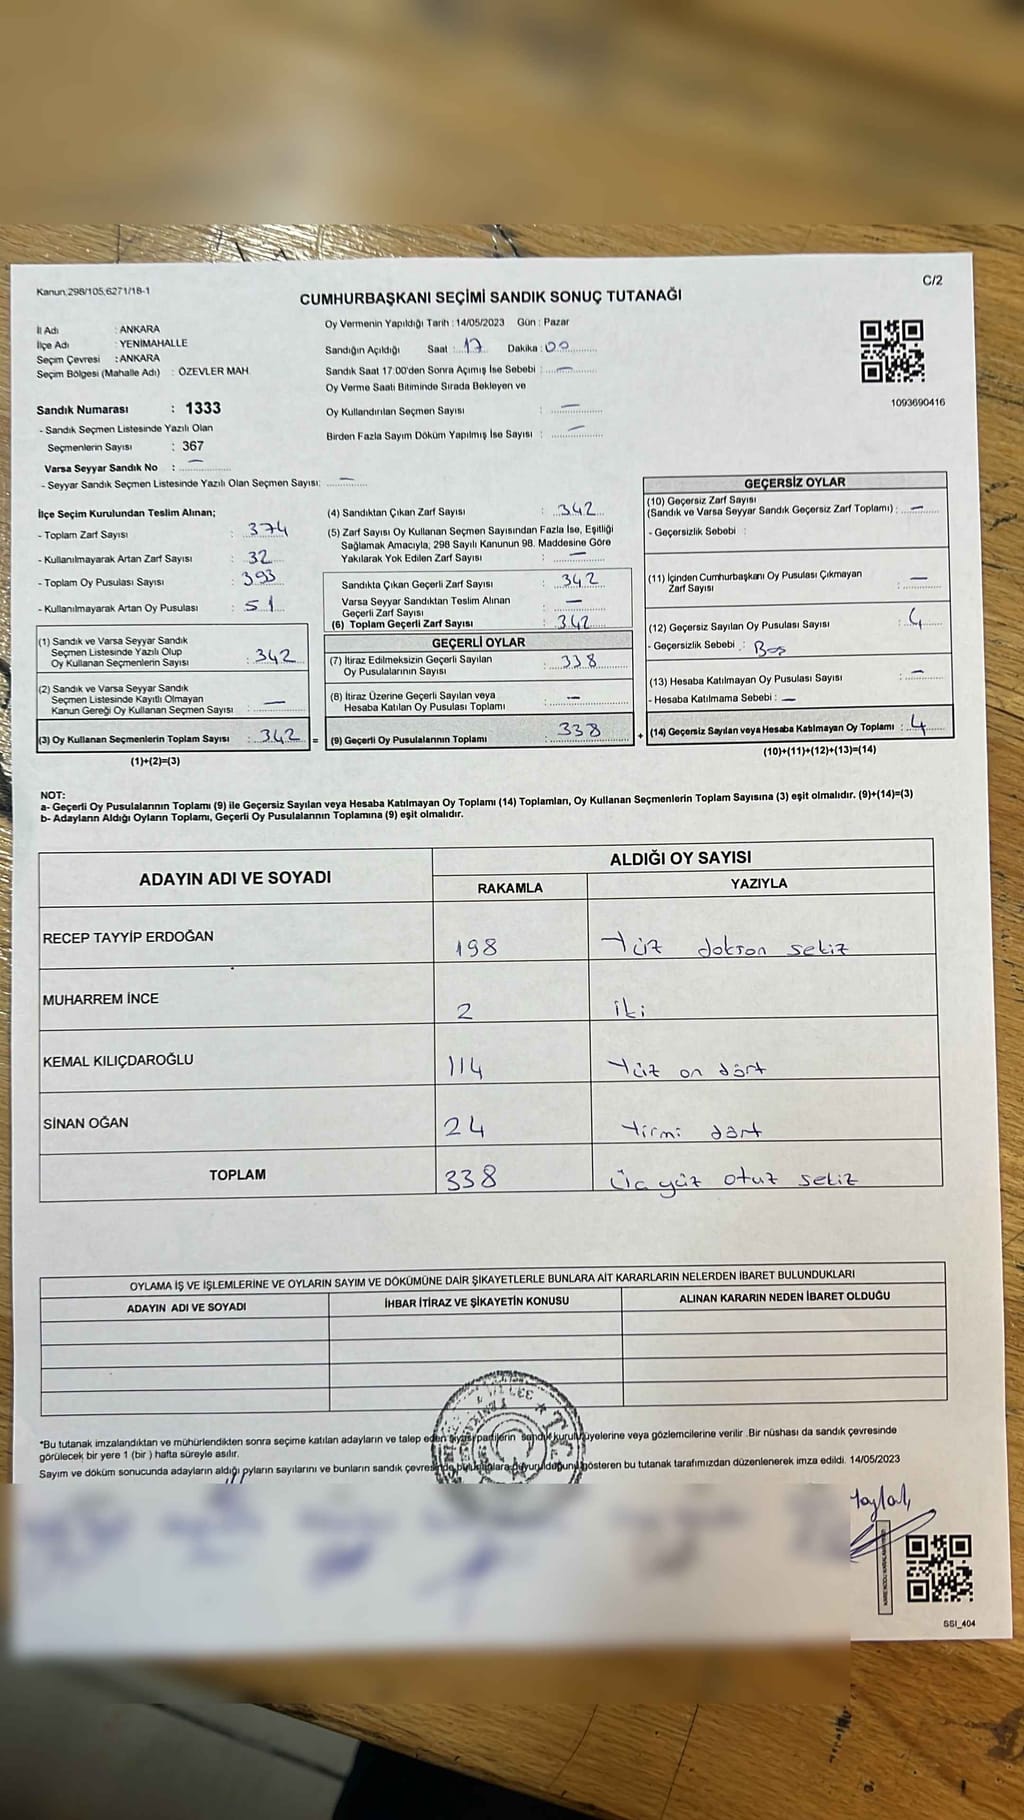 Kanun.298/105,6271/18-1
C/2
CUMHURBAŞKANI SEÇİMİ SANDIK SONUÇ TUTANAĞI
İl Adı : ANKARA
İlçe Adı : YENİMAHALLE
Seçim Çevresi : ANKARA
Seçim Bölgesi (Mahalle Adı) : ÖZEVLER MAH.
Sandık Numarası : 1333
- Sandık Seçmen Listesinde Yazılı Olan
Seçmenlerin Sayısı : 367
Varsa Seyyar Sandık No : —
- Seyyar Sandık Seçmen Listesinde Yazılı Olan Seçmen Sayısı: —
Oy Vermenin Yapıldığı Tarih : 14/05/2023 Gün : Pazar
Sandığın Açıldığı Saat : 17 Dakika : 00
Sandık Saat 17:00'den Sonra Açımış İse Sebebi : —
Oy Verme Saati Bitiminde Sırada Bekleyen ve
Oy Kullandırılan Seçmen Sayısı : —
Birden Fazla Sayım Döküm Yapılmış İse Sayısı : —
1093690416
İlçe Seçim Kurulundan Teslim Alınan;
- Toplam Zarf Sayısı : 374
- Kullanılmayarak Artan Zarf Sayısı : 32
- Toplam Oy Pusulası Sayısı : 393
- Kullanılmayarak Artan Oy Pusulası : 51
(1) Sandık ve Varsa Seyyar Sandık
Seçmen Listesinde Yazılı Olup
Oy Kullanan Seçmenlerin Sayısı : 342
(2) Sandık ve Varsa Seyyar Sandık
Seçmen Listesinde Kayıtlı Olmayan
Kanun Gereği Oy Kullanan Seçmen Sayısı : —
(3) Oy Kullanan Seçmenlerin Toplam Sayısı : 342 =
(1)+(2)=(3)
(4) Sandıktan Çıkan Zarf Sayısı : 342
(5) Zarf Sayısı Oy Kullanan Seçmen Sayısından Fazla İse, Eşitliği
Sağlamak Amacıyla; 298 Sayılı Kanunun 98. Maddesine Göre
Yakılarak Yok Edilen Zarf Sayısı : —
Sandıkta Çıkan Geçerli Zarf Sayısı : 342
Varsa Seyyar Sandıktan Teslim Alınan
Geçerli Zarf Sayısı : —
(6) Toplam Geçerli Zarf Sayısı : 342
GEÇERLİ OYLAR
(7) İtiraz Edilmeksizin Geçerli Sayılan
Oy Pusulalarının Sayısı : 338
(8) İtiraz Üzerine Geçerli Sayılan veya
Hesaba Katılan Oy Pusulası Toplamı : —
(9) Geçerli Oy Pusulalarının Toplamı : 338 +
GEÇERSİZ OYLAR
(10) Geçersiz Zarf Sayısı
(Sandık ve Varsa Seyyar Sandık Geçersiz Zarf Toplamı) : —
- Geçersizlik Sebebi :
(11) İçinden Cumhurbaşkanı Oy Pusulası Çıkmayan
Zarf Sayısı : —
(12) Geçersiz Sayılan Oy Pusulası Sayısı : 4
- Geçersizlik Sebebi : Boş
(13) Hesaba Katılmayan Oy Pusulası Sayısı : —
- Hesaba Katılmama Sebebi : —
(14) Geçersiz Sayılan veya Hesaba Katılmayan Oy Toplamı : 4
(10)+(11)+(12)+(13)=(14)
NOT:
a- Geçerli Oy Pusulalarının Toplamı (9) ile Geçersiz Sayılan veya Hesaba Katılmayan Oy Toplamı (14) Toplamları, Oy Kullanan Seçmenlerin Toplam Sayısına (3) eşit olmalıdır. (9)+(14)=(3)
b- Adayların Aldığı Oyların Toplamı, Geçerli Oy Pusulalarının Toplamına (9) eşit olmalıdır.
ADAYIN ADI VE SOYADI
ALDIĞI OY SAYISI
RAKAMLA YAZIYLA
RECEP TAYYİP ERDOĞAN 198 Yüz doksan sekiz
MUHARREM İNCE 2 iki
KEMAL KILIÇDAROĞLU 114 Yüz on dört
SİNAN OĞAN 24 Yirmi dört
TOPLAM 338 Üç yüz otuz sekiz
OYLAMA İŞ VE İŞLEMLERİNE VE OYLARIN SAYIM VE DÖKÜMÜNE DAİR ŞİKAYETLERLE BUNLARA AİT KARARLARIN NELERDEN İBARET BULUNDUKLARI
ADAYIN ADI VE SOYADI İHBAR İTİRAZ VE ŞİKAYETİN KONUSU ALINAN KARARIN NEDEN İBARET OLDUĞU
*Bu tutanak imzalandıktan ve mühürlendikten sonra seçime katılan adayların ve talep eden siyasi partilerin sandık kurulu üyelerine veya gözlemcilerine verilir .Bir nüshası da sandık çevresinde
görülecek bir yere 1 (bir ) hafta süreyle asılır.
Sayım ve döküm sonucunda adayların aldığı oyların sayılarını ve bunların sandık çevresinde bulunanlara duyurulduğunu gösteren bu tutanak tarafımızdan düzenlenerek imza edildi. 14/05/2023
SSI_404